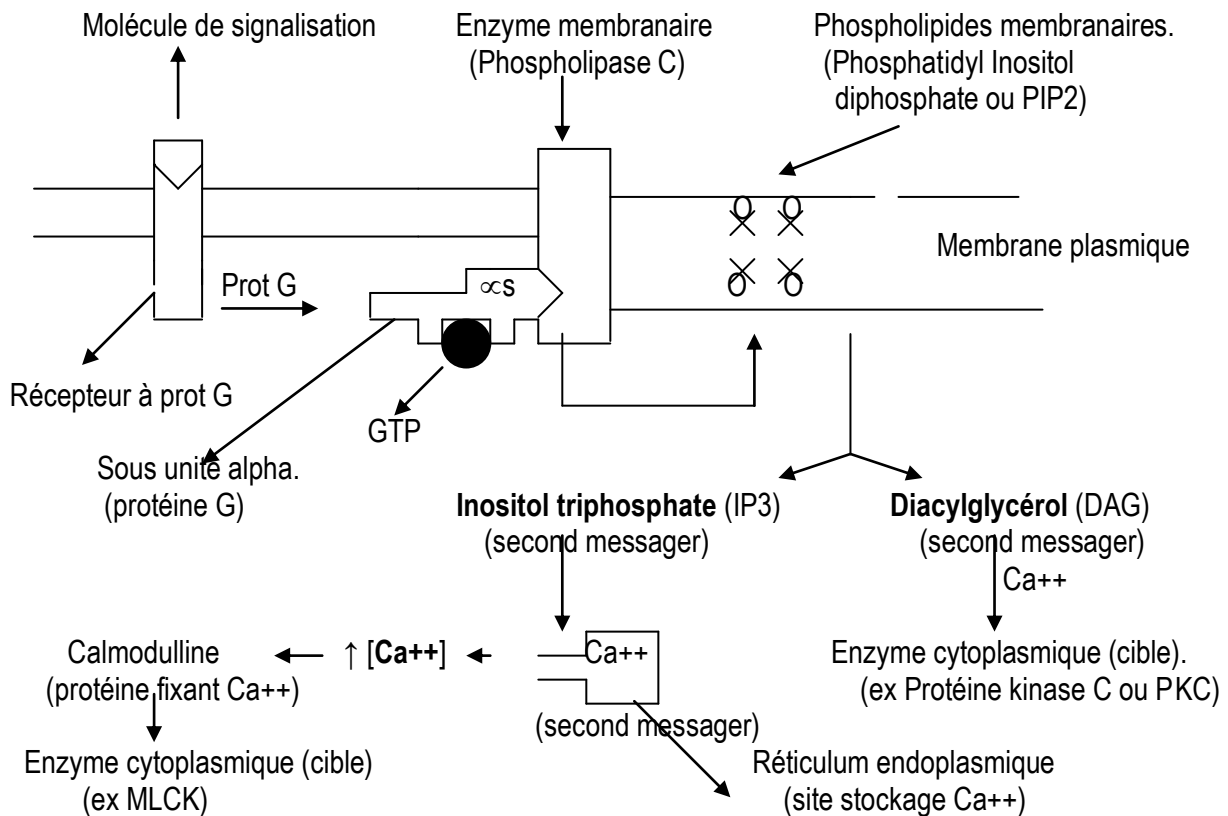 Molécule de signalisation
Enzyme membranaire
(Phospholipase C)
Phospholipides membranaires.
(Phosphatidyl Inositol
diphosphate ou PIP2)
Membrane plasmique
Prot G
∝s
Récepteur à prot G
GTP
Sous unité alpha.
(protéine G)
Inositol triphosphate (IP3)
(second messager)
Diacylglycérol (DAG)
(second messager)
Ca++
Calmodulline
(protéine fixant Ca++)
↑ [Ca++]
Ca++
(second messager)
Enzyme cytoplasmique (cible).
(ex Protéine kinase C ou PKC)
Enzyme cytoplasmique (cible)
(ex MLCK)
Réticulum endoplasmique
(site stockage Ca++)